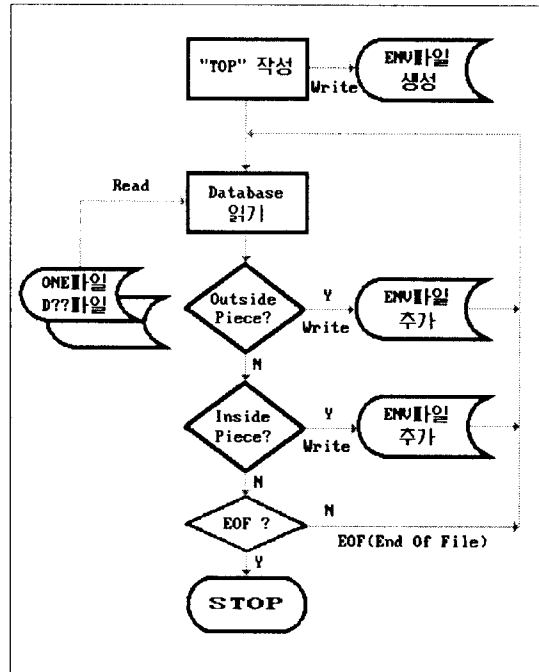 "TOP" 작성
Write
ENV파일
생성
Read
Database
읽기
ONE파일
D??파일
Outside
Piece?
Y
Write
ENV파일
추가
N
Inside
Piece?
Y
Write
ENV파일
추가
N
EOF ?
N
EOF(End Of File)
Y
STOP